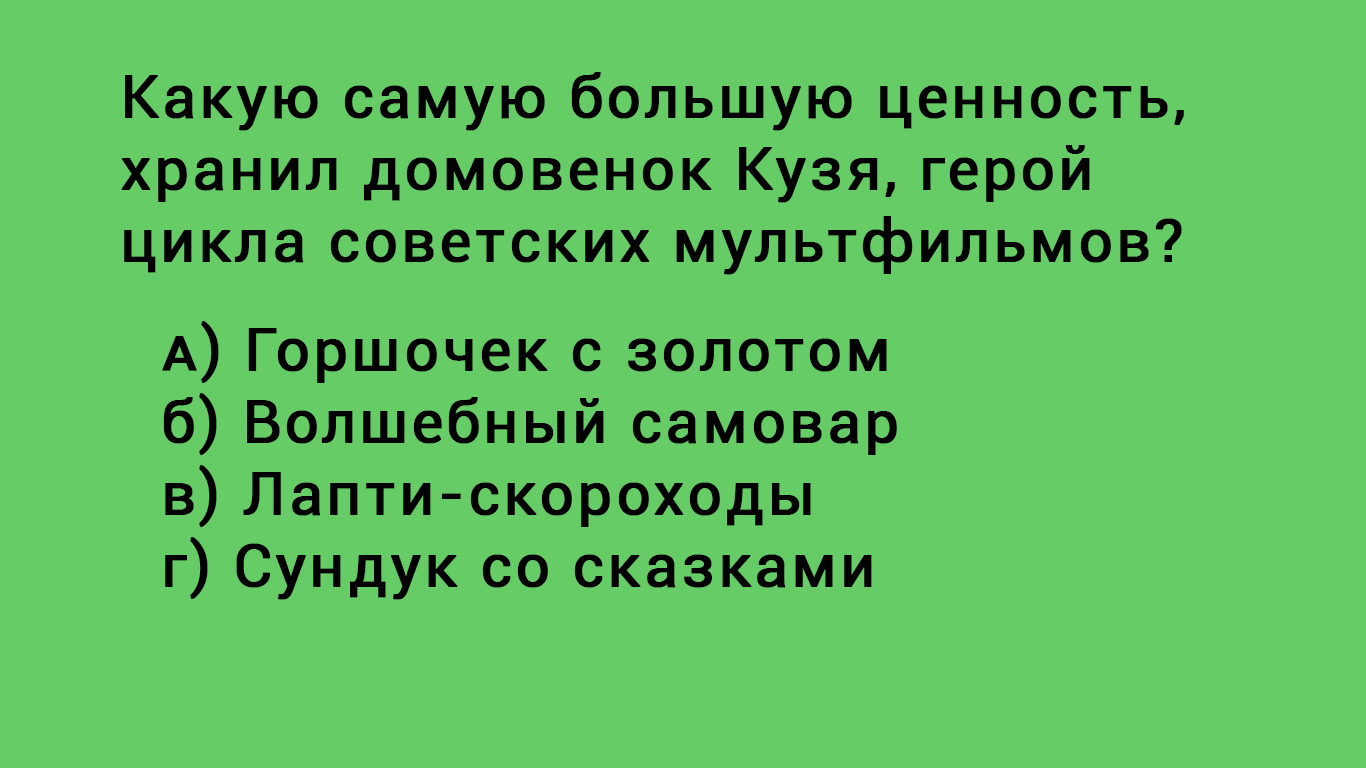 Какую самую большую ценность,
хранил домовенок Кузя, герой
цикла советских мультфильмов?
А) Горшочек с золотом
б) Волшебный самовар
в) Лапти-скороходы
г) Сундук со сказками